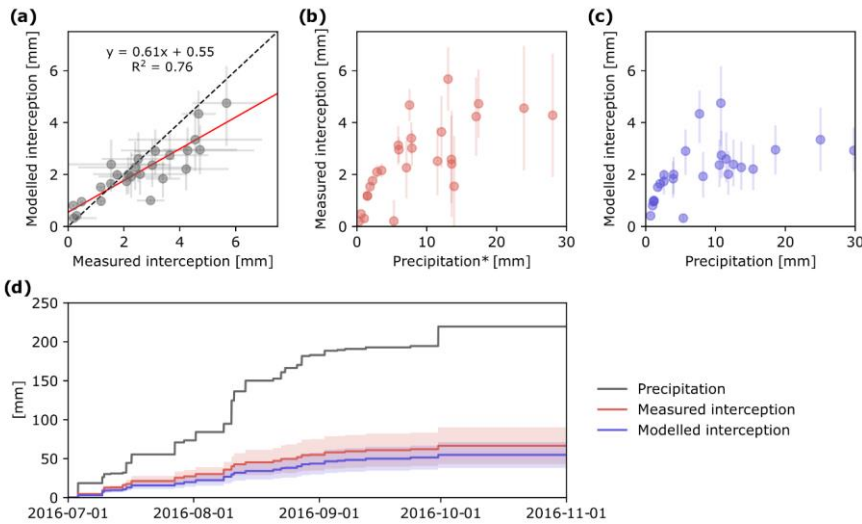 (a)
y = 0.61x + 0.55
R² = 0.76
Modelled interception [mm]
6
4
2
0
0 2 4 6
Measured interception [mm]
(b)
Measured interception [mm]
6
4
2
0
0 10 20 30
Precipitation* [mm]
(c)
Modelled interception [mm]
6
4
2
0
0 10 20 30
Precipitation [mm]
(d)
[mm]
250
200
150
100
50
0
2016-07-01 2016-08-01 2016-09-01 2016-10-01 2016-11-01
Precipitation
Measured interception
Modelled interception